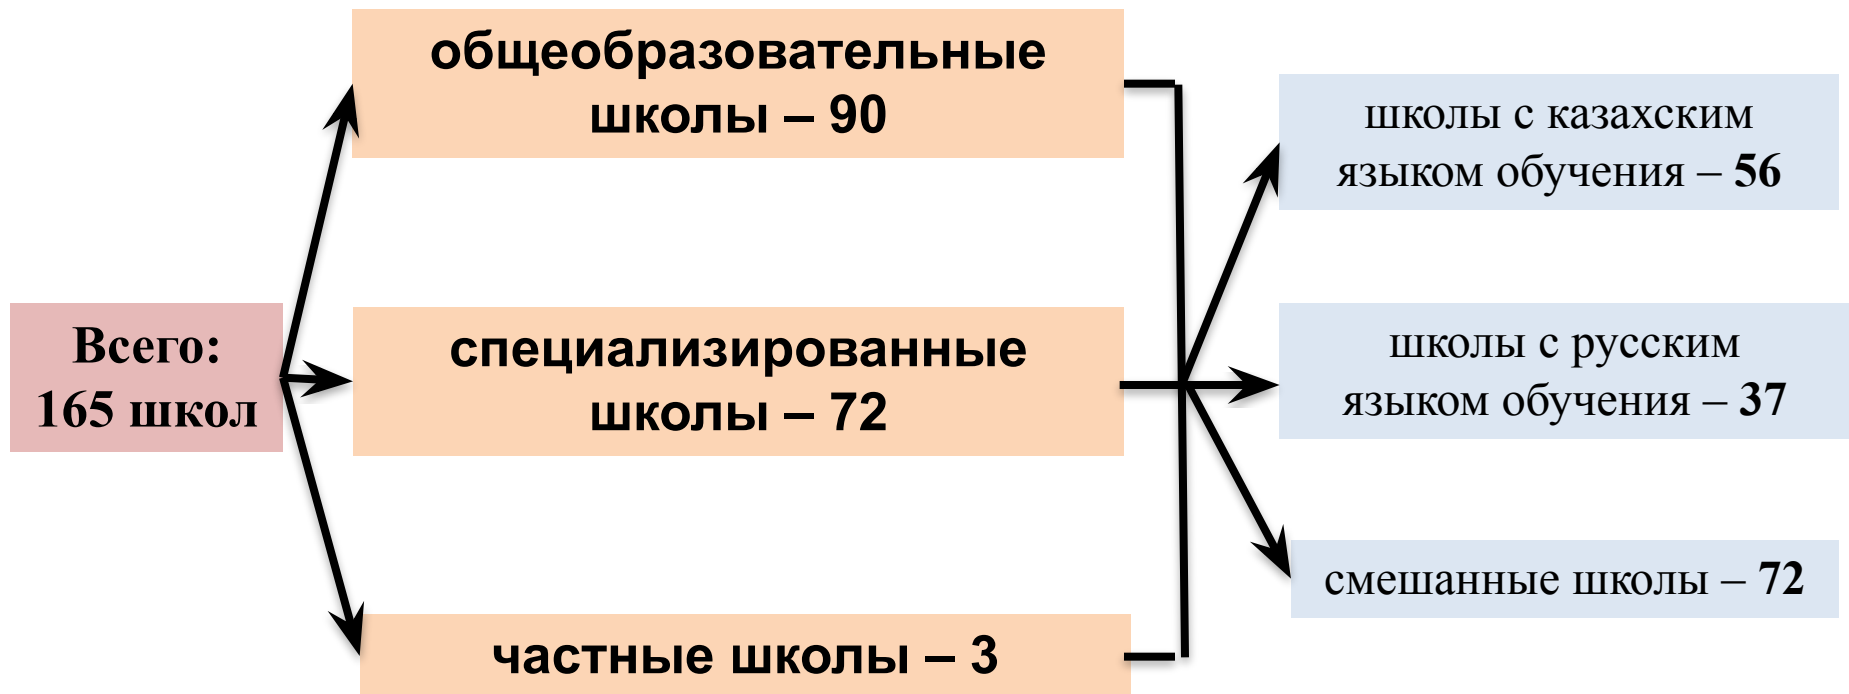 Всего:
165 школ
общеобразовательные
школы – 90
специализированные
школы – 72
частные школы – 3
школы с казахским
языком обучения – 56
школы с русским
языком обучения – 37
смешанные школы – 72